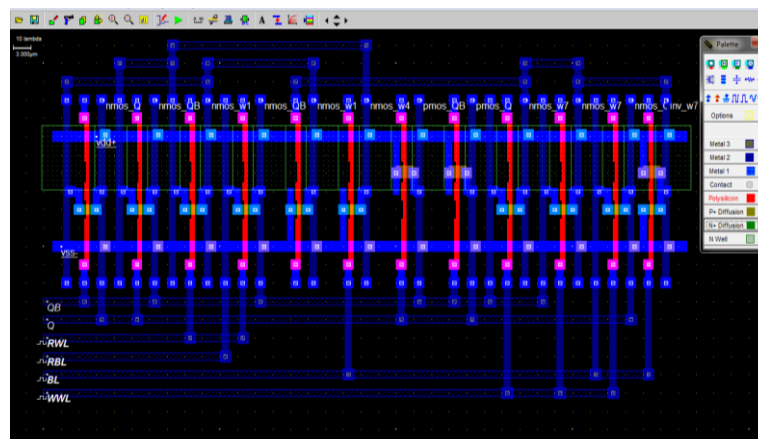 10 lambda
3.000µm
nmos_Q
nmos_QB
nmos_w1
nmos_QB
nmos_w1
nmos_w4
pmos_QB
pmos_Q
nmos_w7
nmos_w7
inv_w7
vdd+
vss-
QB
Q
RWL
RBL
BL
WWL
Palette
Options
Metal 3
Metal 2
Metal 1
Contact
Polysilicon
P+ Diffusion
N+ Diffusion
N Well